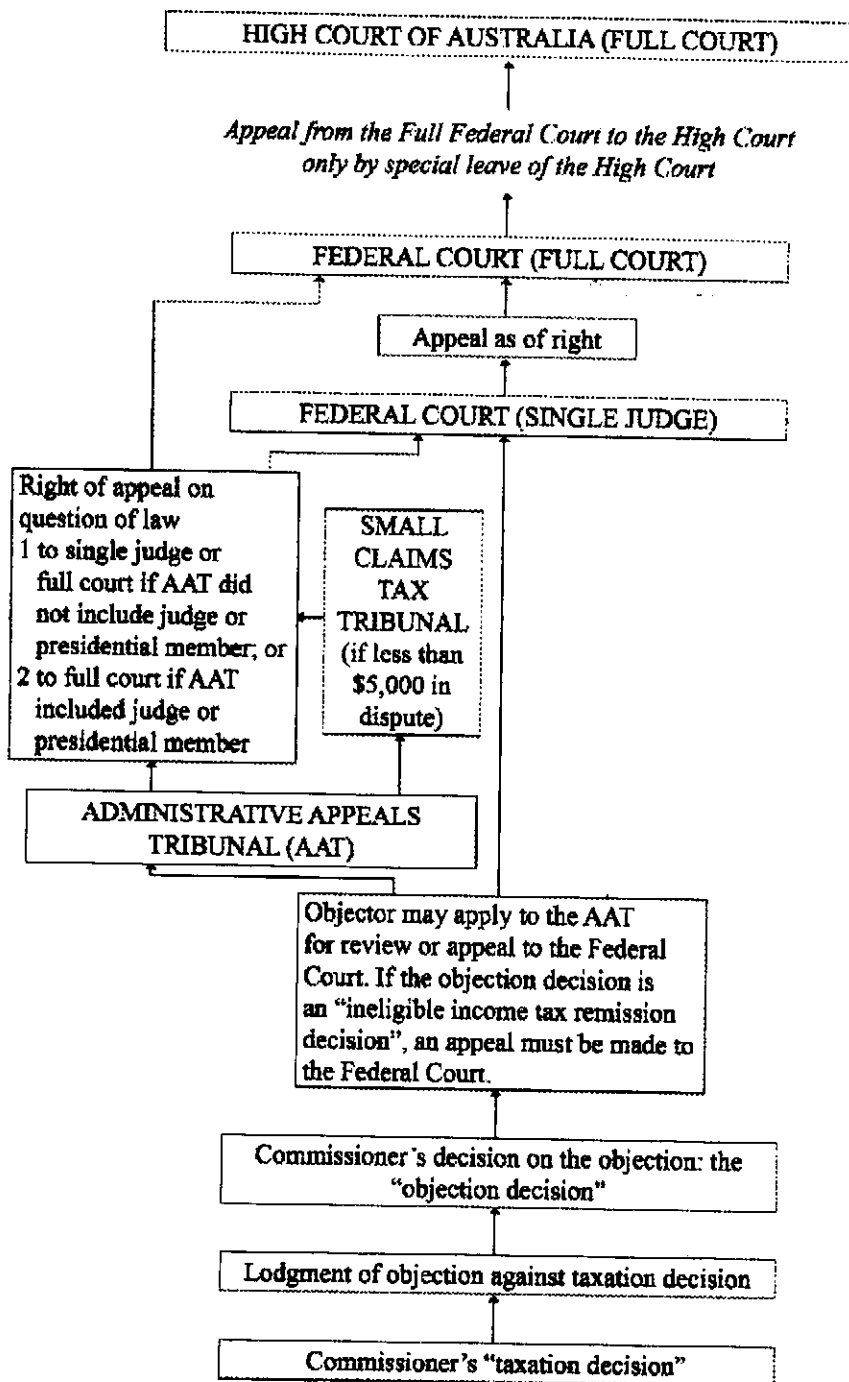 HIGH COURT OF AUSTRALIA (FULL COURT)
Appeal from the Full Federal Court to the High Court
only by special leave of the High Court
FEDERAL COURT (FULL COURT)
Appeal as of right
FEDERAL COURT (SINGLE JUDGE)
Right of appeal on
question of law
1 to single judge or
full court if AAT did
not include judge or
presidential member; or
2 to full court if AAT
included judge or
presidential member
SMALL
CLAIMS
TAX
TRIBUNAL
(if less than
$5,000 in
dispute)
ADMINISTRATIVE APPEALS
TRIBUNAL (AAT)
Objector may apply to the AAT
for review or appeal to the Federal
Court. If the objection decision is
an “ineligible income tax remission
decision”, an appeal must be made to
the Federal Court.
Commissioner’s decision on the objection: the
“objection decision”
Lodgment of objection against taxation decision
Commissioner’s “taxation decision”